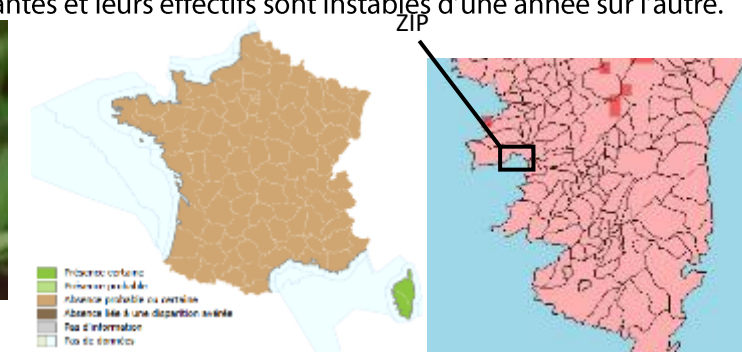 antes et leurs effectifs sont instables d'une année sur l'autre.
ZIP
Présence certaine
Présence probable
Absence probable ou certaine
Absence liée à une disparition avérée
Pas d'information
Pas de données